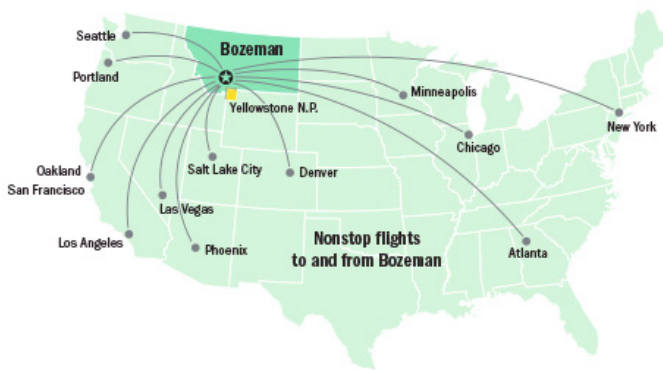 Seattle
Bozeman
Portland
Yellowstone N.P.
Minneapolis
New York
Chicago
Oakland
San Francisco
Salt Lake City
Denver
Las Vegas
Los Angeles
Phoenix
Nonstop flights
to and from Bozeman
Atlanta